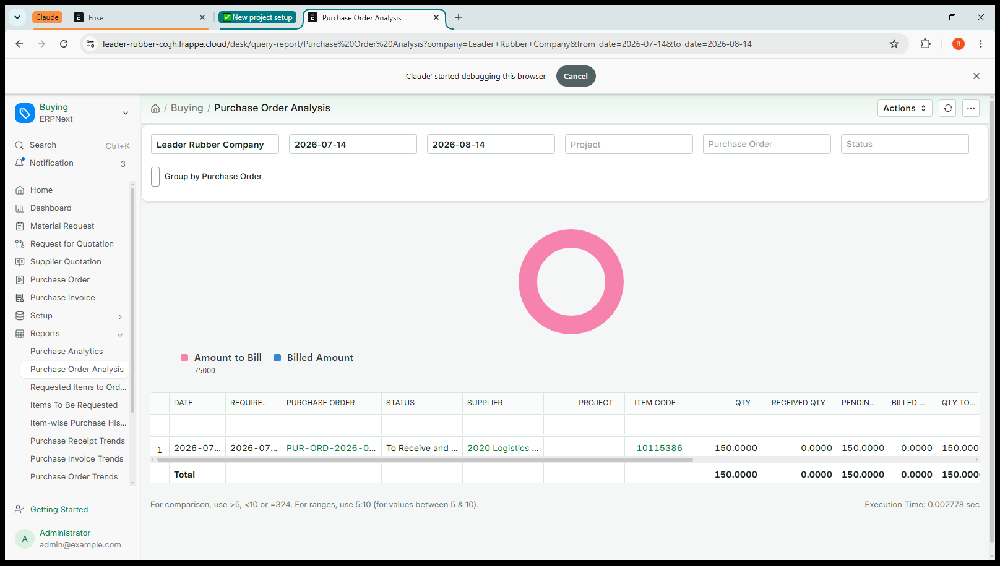 Claude
Fuse
✅New project setup
Purchase Order Analysis
leader-rubber-co.jh.frappe.cloud/desk/query-report/Purchase%20Order%20Analysis?company=Leader+Rubber+Company&from_date=2026-07-14&to_date=2026-08-14
R
'Claude' started debugging this browser
Cancel
Buying
ERPNext
/ Buying / Purchase Order Analysis
Actions
Search Ctrl+K
Notification 3
Home
Dashboard
Material Request
Request for Quotation
Supplier Quotation
Purchase Order
Purchase Invoice
Setup
Reports
Purchase Analytics
Purchase Order Analysis
Requested Items to Ord...
Items To Be Requested
Item-wise Purchase His...
Purchase Receipt Trends
Purchase Invoice Trends
Purchase Order Trends
Getting Started
A
Administrator
admin@example.com
Leader Rubber Company 2026-07-14 2026-08-14 Project Purchase Order Status
Group by Purchase Order
Amount to Bill Billed Amount
75000
DATE REQUIRE... PURCHASE ORDER STATUS SUPPLIER PROJECT ITEM CODE QTY RECEIVED QTY PENDIN... BILLED ... QTY TO...
1 2026-07... 2026-07... PUR-ORD-2026-0... To Receive and ... 2020 Logistics ... 10115386 150.0000 0.0000 150.0000 0.0000 150.000
Total 150.0000 0.0000 150.0000 0.0000 150.000
For comparison, use >5, <10 or =324. For ranges, use 5:10 (for values between 5 & 10).
Execution Time: 0.002778 sec